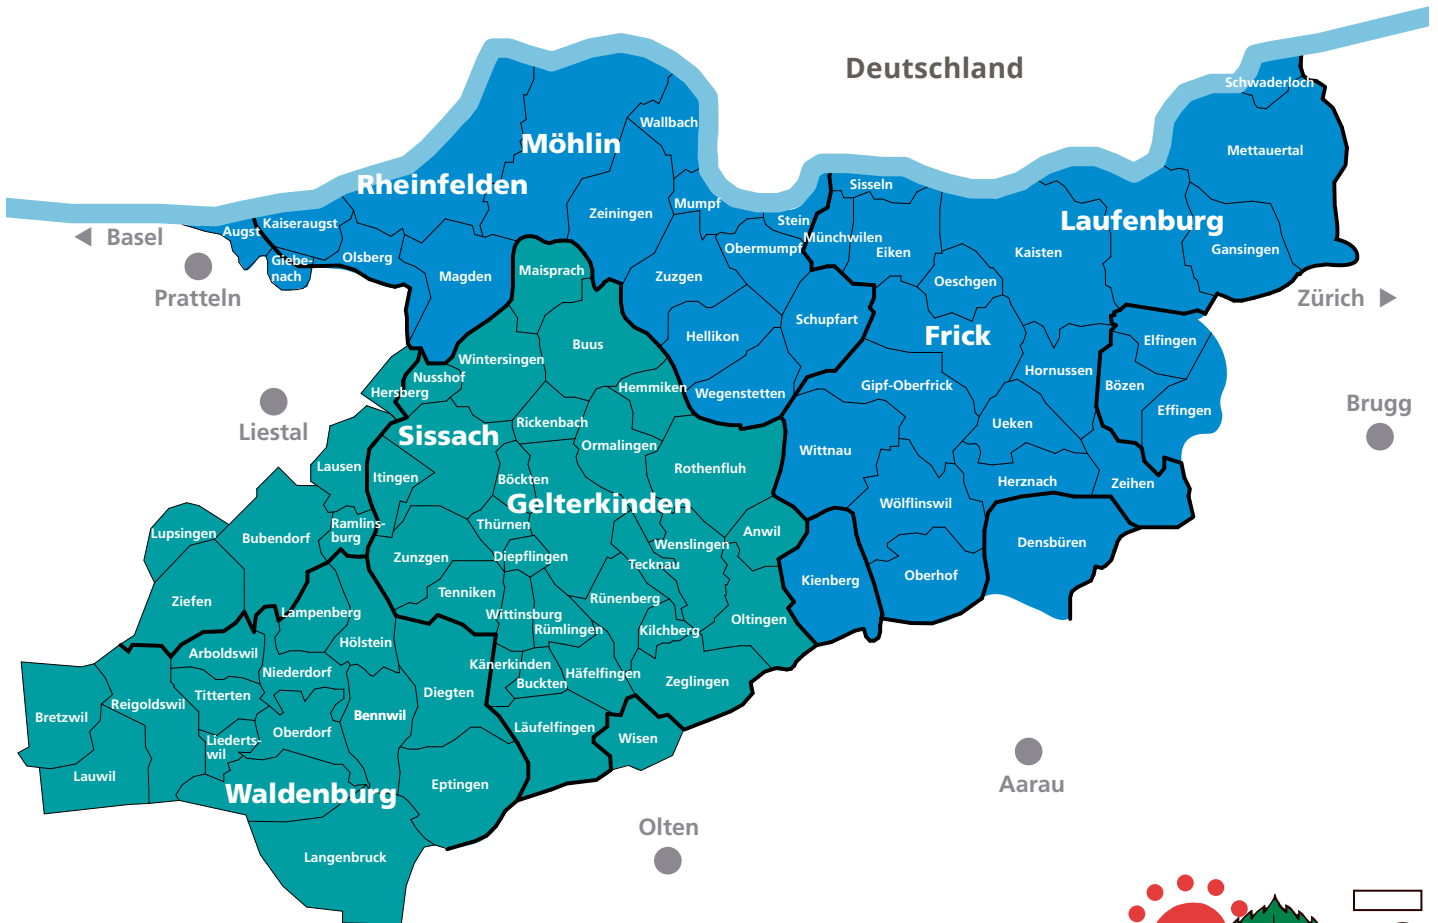 Deutschland
Schwaderloch
Wallbach
Möhlin
Mettauertal
Rheinfelden
Sisseln
Mumpf
Zeiningen
Stein
Laufenburg
Kaiseraugst
Augst
◀ Basel
Münchwilen
Obermumpf
Eiken
Kaisten
Gansingen
Giebe-
nach
Olsberg
Magden
Maisprach
Zuzgen
Oeschgen
Pratteln
Zürich ▶
Schupfart
Hellikon
Frick
Elfingen
Buus
Wintersingen
Nusshof
Hersberg
Hemmiken
Wegenstetten
Gipf-Oberfrick
Hornussen
Bözen
Effingen
Brugg
Liestal
Sissach
Rickenbach
Ueken
Ormalingen
Wittnau
Lausen
Itingen
Böckten
Rothenfluh
Herznach
Zeihen
Gelterkinden
Wölflinswil
Lupsingen
Bubendorf
Ramlins-
burg
Thürnen
Anwil
Wenslingen
Densbüren
Zunzgen
Diepflingen
Tecknau
Kienberg
Oberhof
Ziefen
Tenniken
Rünenberg
Lampenberg
Wittinsburg
Rümlingen
Kilchberg
Oltingen
Hölstein
Arboldswil
Niederdorf
Känerkinden
Häfelfingen
Buckten
Zeglingen
Titterten
Diegten
Reigoldswil
Bretzwil
Bennwil
Oberdorf
Läufelfingen
Wisen
Liederts-
wil
Lauwil
Eptingen
Waldenburg
Aarau
Olten
Langenbruck